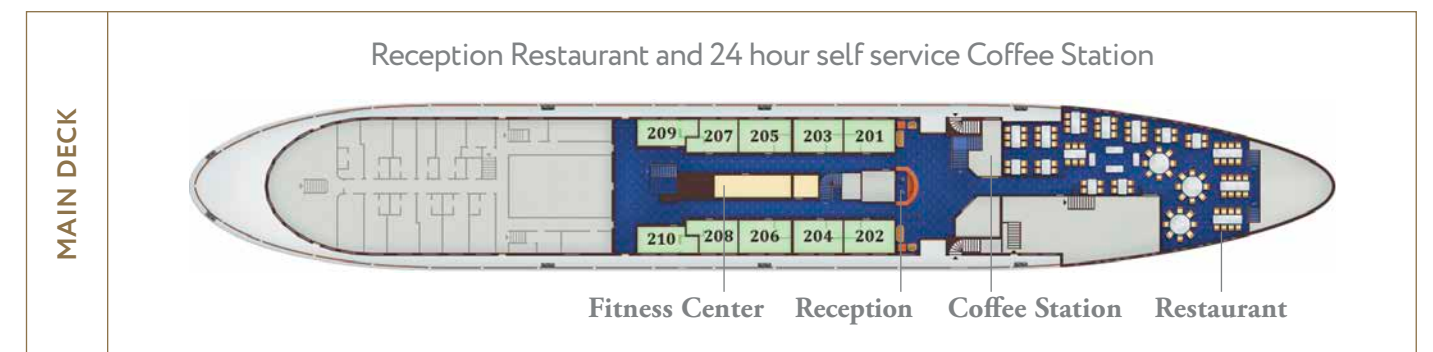 MAIN DECK
Reception Restaurant and 24 hour self service Coffee Station
209 207 205 203 201
210 208 206 204 202
Fitness Center Reception Coffee Station Restaurant